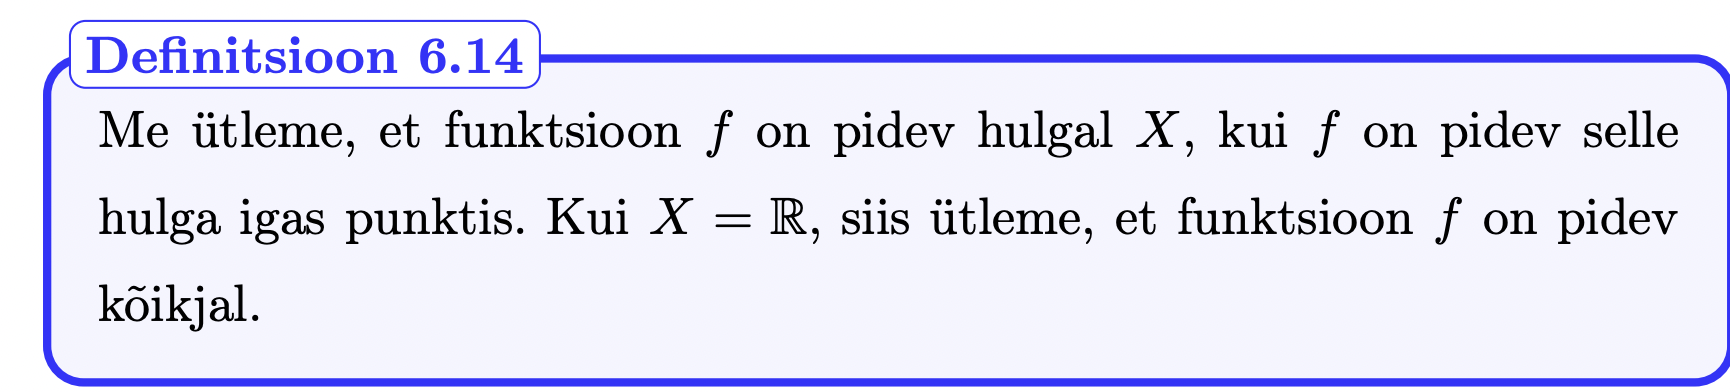 Definitsioon 6.14
Me ütleme, et funktsioon f on pidev hulgal X, kui f on pidev selle
hulga igas punktis. Kui X = ℝ, siis ütleme, et funktsioon f on pidev
kõikjal.